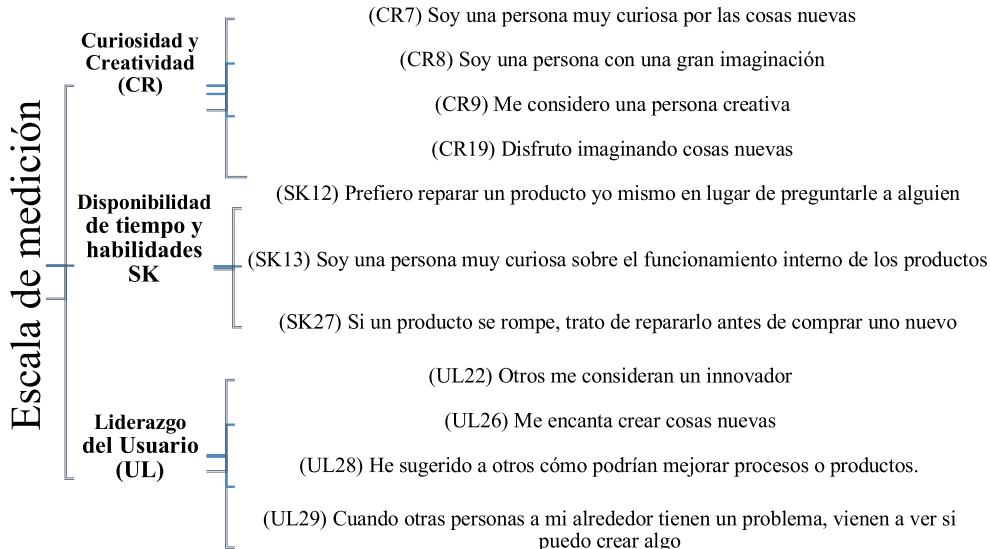 Escala de medición
Curiosidad y
Creatividad
(CR)
(CR7) Soy una persona muy curiosa por las cosas nuevas
(CR8) Soy una persona con una gran imaginación
(CR9) Me considero una persona creativa
(CR19) Disfruto imaginando cosas nuevas
Disponibilidad
de tiempo y
habilidades
SK
(SK12) Prefiero reparar un producto yo mismo en lugar de preguntarle a alguien
(SK13) Soy una persona muy curiosa sobre el funcionamiento interno de los productos
(SK27) Si un producto se rompe, trato de repararlo antes de comprar uno nuevo
Liderazgo
del Usuario
(UL)
(UL22) Otros me consideran un innovador
(UL26) Me encanta crear cosas nuevas
(UL28) He sugerido a otros cómo podrían mejorar procesos o productos.
(UL29) Cuando otras personas a mi alrededor tienen un problema, vienen a ver si
puedo crear algo